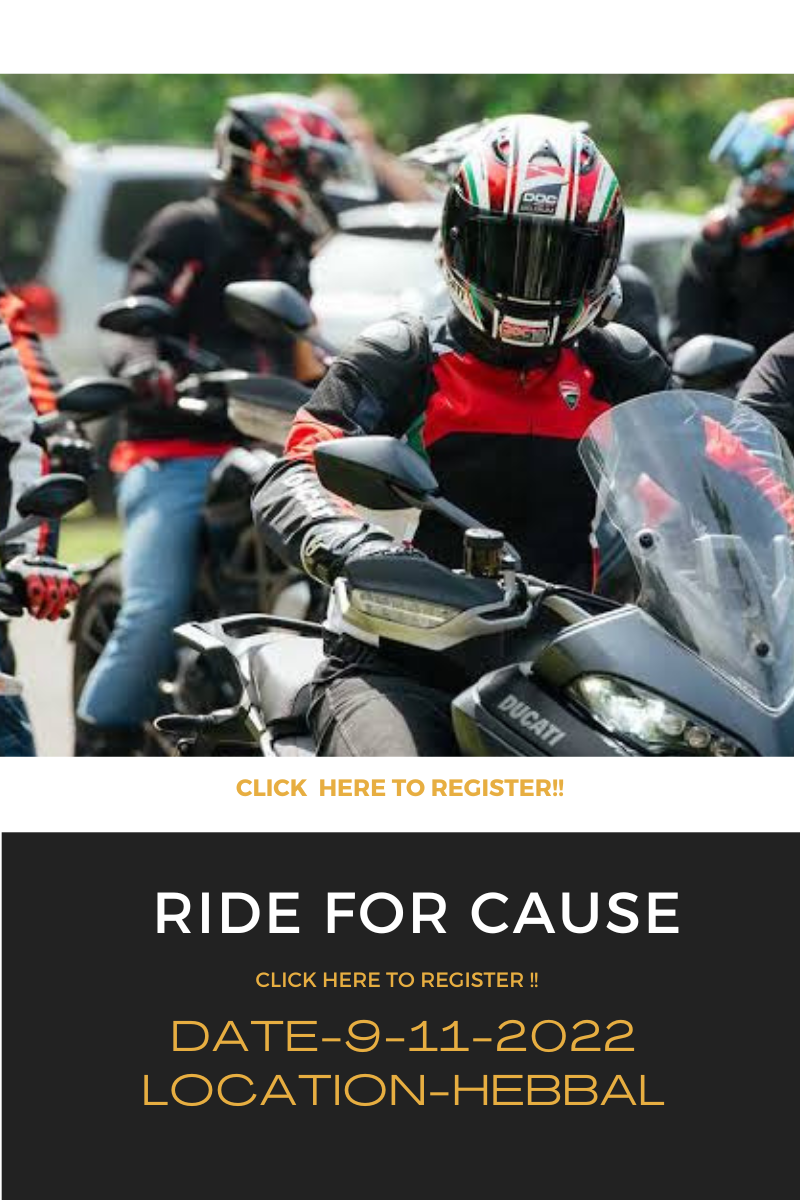 DOC
DUCATI
CLICK HERE TO REGISTER!!
RIDE FOR CAUSE
CLICK HERE TO REGISTER !!
DATE-9-11-2022
LOCATION-HEBBAL